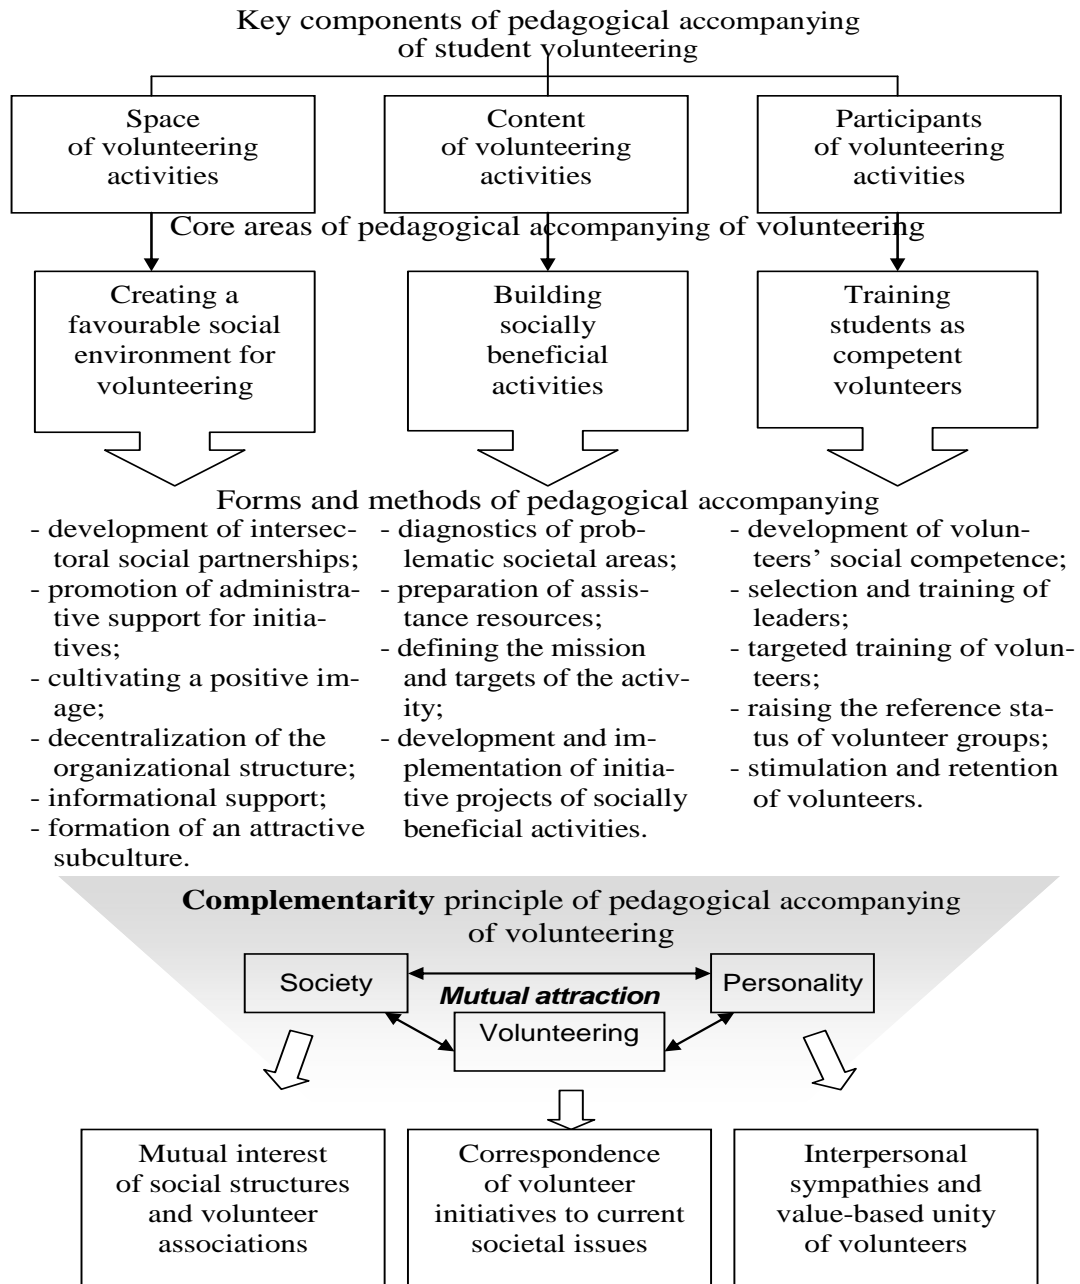 Key components of pedagogical accompanying
of student volunteering
Space
of volunteering
activities
Content
of volunteering
activities
Participants
of volunteering
activities
Core areas of pedagogical accompanying of volunteering
Creating a
favourable social
environment for
volunteering
Building
socially
beneficial
activities
Training
students as
competent
volunteers
Forms and methods of pedagogical accompanying
- development of intersec-
toral social partnerships;
- promotion of administra-
tive support for initia-
tives;
- cultivating a positive im-
age;
- decentralization of the
organizational structure;
- informational support;
- formation of an attractive
subculture.
- diagnostics of prob-
lematic societal areas;
- preparation of assis-
tance resources;
- defining the mission
and targets of the activ-
ity;
- development and im-
plementation of initia-
tive projects of socially
beneficial activities.
- development of volun-
teers’ social competence;
- selection and training of
leaders;
- targeted training of volun-
teers;
- raising the reference sta-
tus of volunteer groups;
- stimulation and retention
of volunteers.
Complementarity principle of pedagogical accompanying
of volunteering
Society
Personality
Mutual attraction
Volunteering
Mutual interest
of social structures
and volunteer
associations
Correspondence
of volunteer
initiatives to current
societal issues
Interpersonal
sympathies and
value-based unity
of volunteers